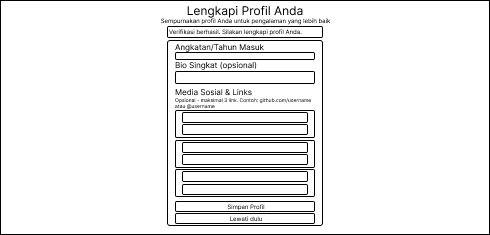 Lengkapi Profil Anda
Sempurnakan profil Anda untuk pengalaman yang lebih baik
Verifikasi berhasil. Silakan lengkapi profil Anda.
Angkatan/Tahun Masuk
Bio Singkat (opsional)
Media Sosial & Links
Opsional - maksimal 3 link. Contoh: github.com/username
atau @username
Simpan Profil
Lewati dulu